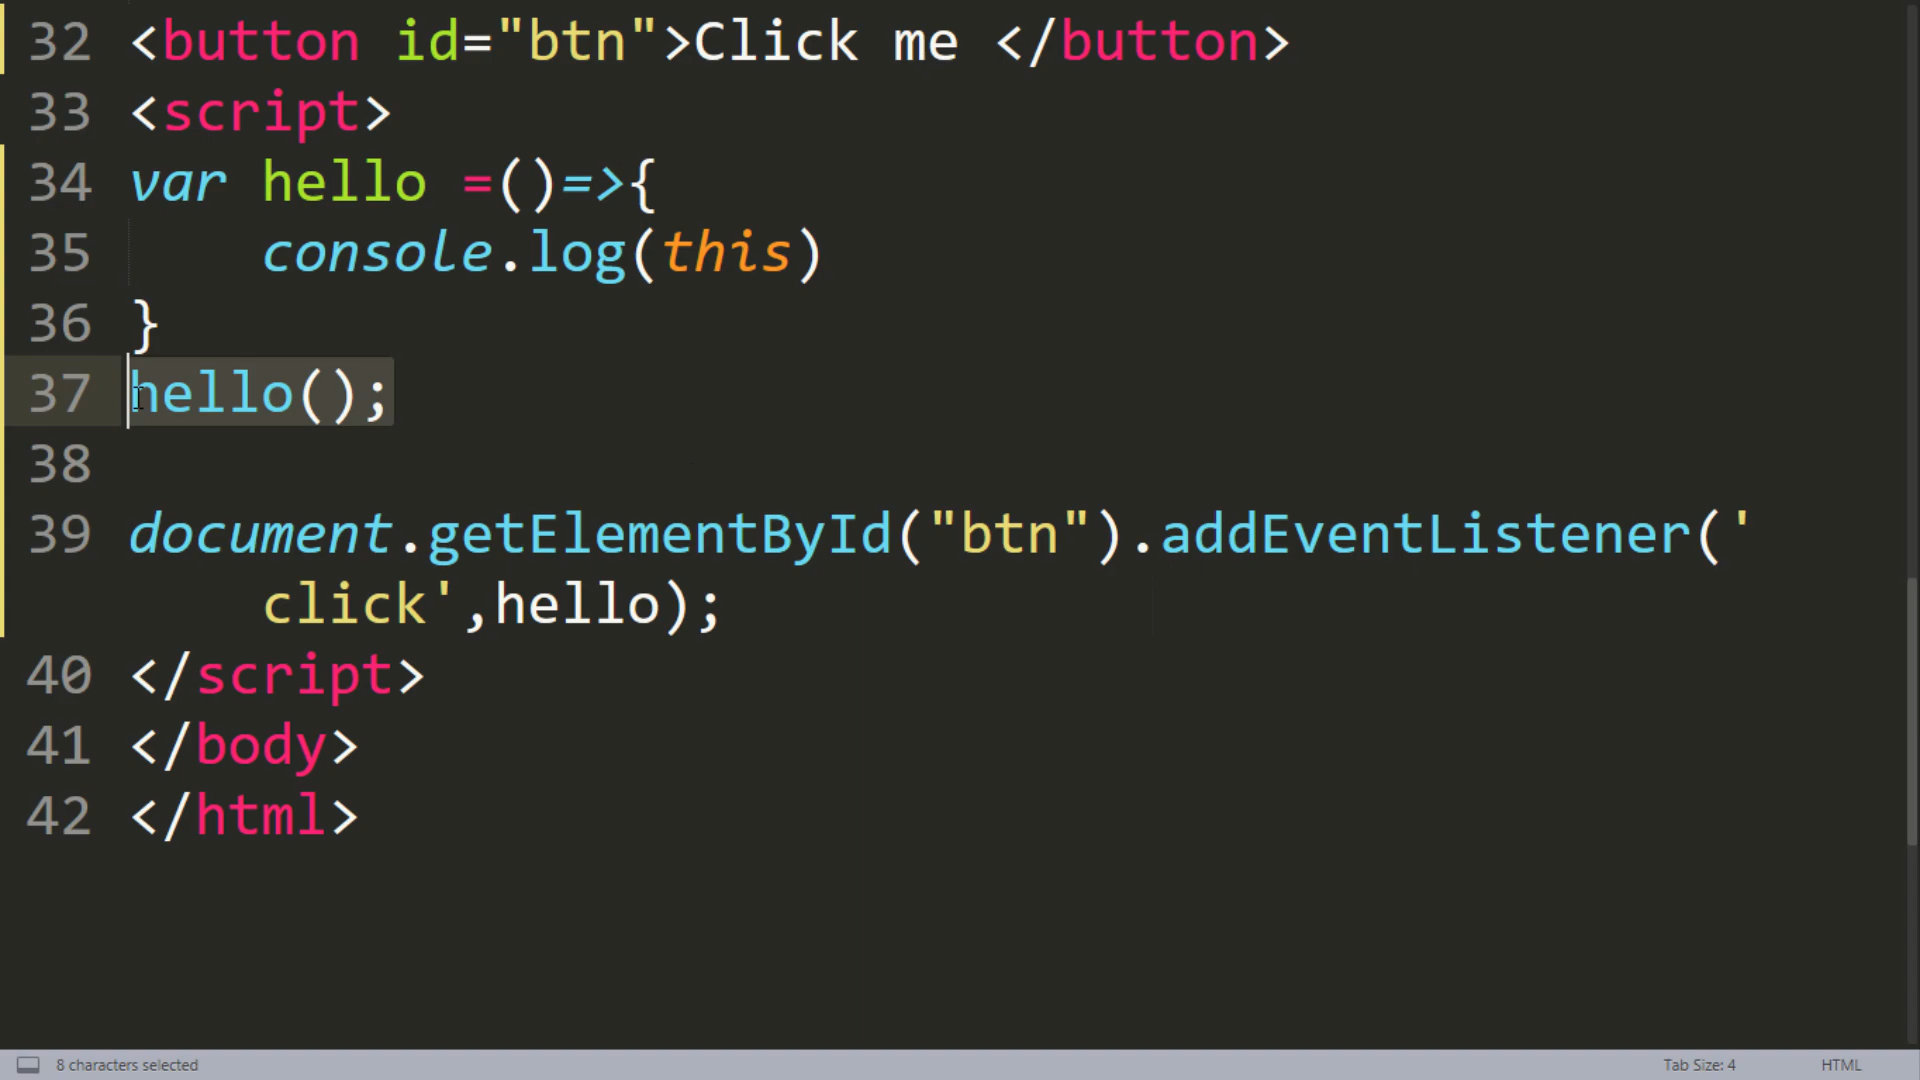 32 <button id="btn">Click me </button>
33 <script>
34 var hello =()=>{
35     console.log(this)
36 }
37 hello();
38
39 document.getElementById("btn").addEventListener('
    click',hello);
40 </script>
41 </body>
42 </html>
8 characters selected
Tab Size: 4
HTML